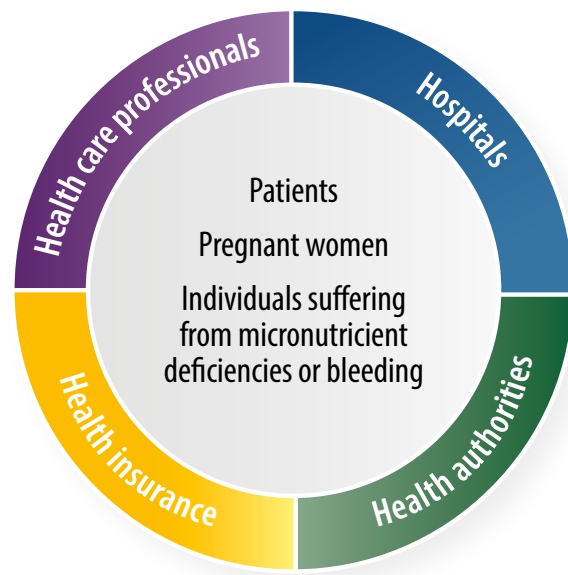 Health care professionals
Hospitals
Patients
Pregnant women
Individuals suffering
from micronutricient
deficiencies or bleeding
Health insurance
Health authorities